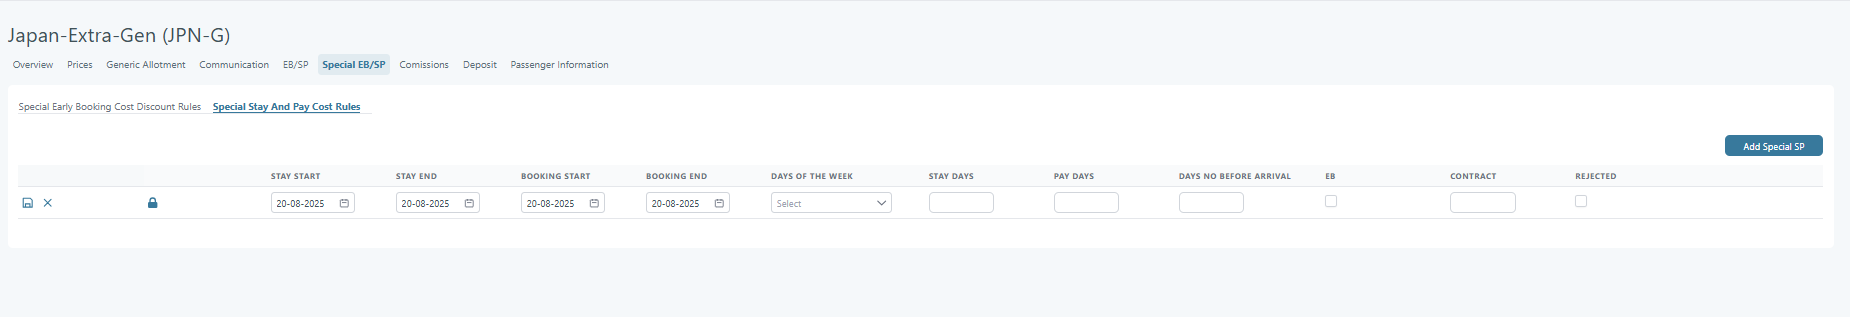 Japan-Extra-Gen (JPN-G)
Overview Prices Generic Allotment Communication EB/SP Special EB/SP Comissions Deposit Passenger Information
Special Early Booking Cost Discount Rules Special Stay And Pay Cost Rules
Add Special SP
STAY START STAY END BOOKING START BOOKING END DAYS OF THE WEEK STAY DAYS PAY DAYS DAYS NO BEFORE ARRIVAL EB CONTRACT REJECTED
20-08-2025 20-08-2025 20-08-2025 20-08-2025 Select